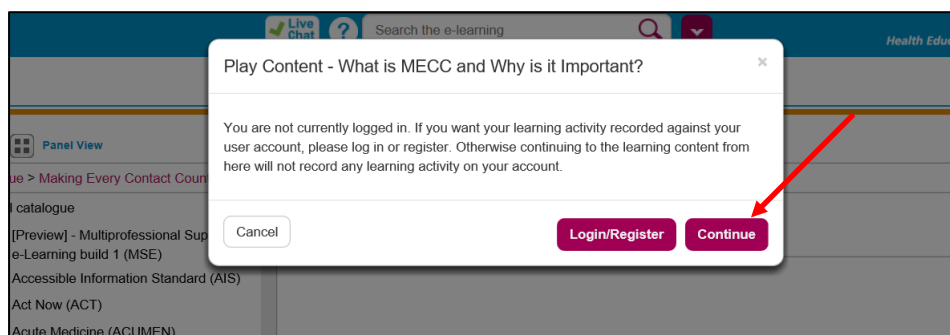 Live
Chat
?
Search the e-learning
Health Educ
Play Content - What is MECC and Why is it Important?
×
You are not currently logged in. If you want your learning activity recorded against your
user account, please log in or register. Otherwise continuing to the learning content from
here will not record any learning activity on your account.
Cancel
Login/Register
Continue
Panel View
ue > Making Every Contact Coun
l catalogue
[Preview] - Multiprofessional Sup
e-Learning build 1 (MSE)
Accessible Information Standard (AIS)
Act Now (ACT)
Acute Medicine (ACUMEN)